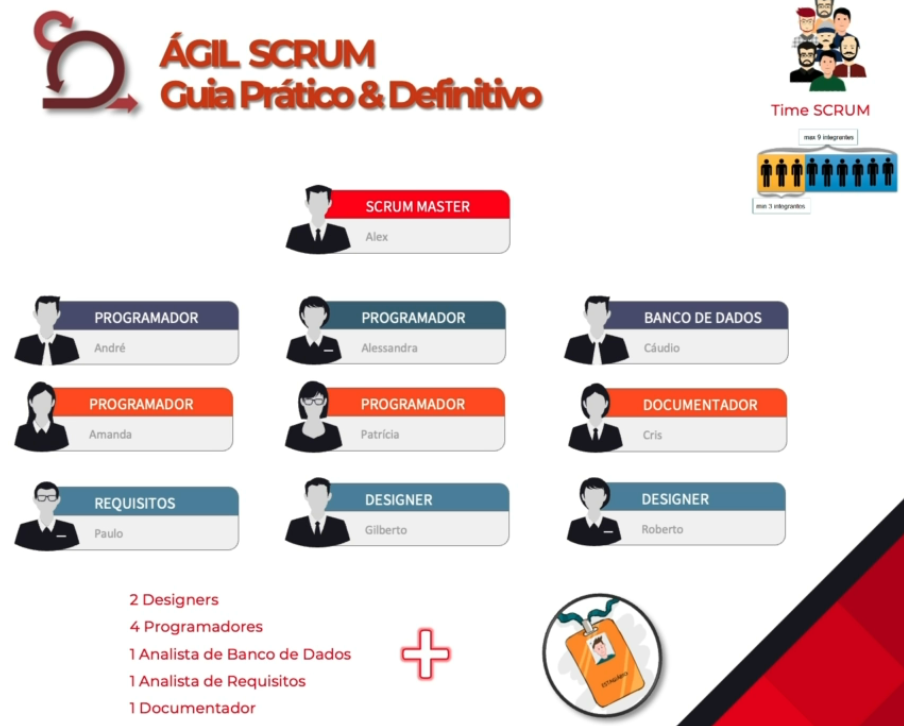 ÁGIL SCRUM
Guia Prático & Definitivo
Time SCRUM
max 9 integrantes
min 3 integrantes
SCRUM MASTER
Alex
PROGRAMADOR
André
PROGRAMADOR
Alessandra
BANCO DE DADOS
Cáudio
PROGRAMADOR
Amanda
PROGRAMADOR
Patrícia
DOCUMENTADOR
Cris
REQUISITOS
Paulo
DESIGNER
Gilberto
DESIGNER
Roberto
2 Designers
4 Programadores
1 Analista de Banco de Dados
1 Analista de Requisitos
1 Documentador
ESTAGIÁRIO